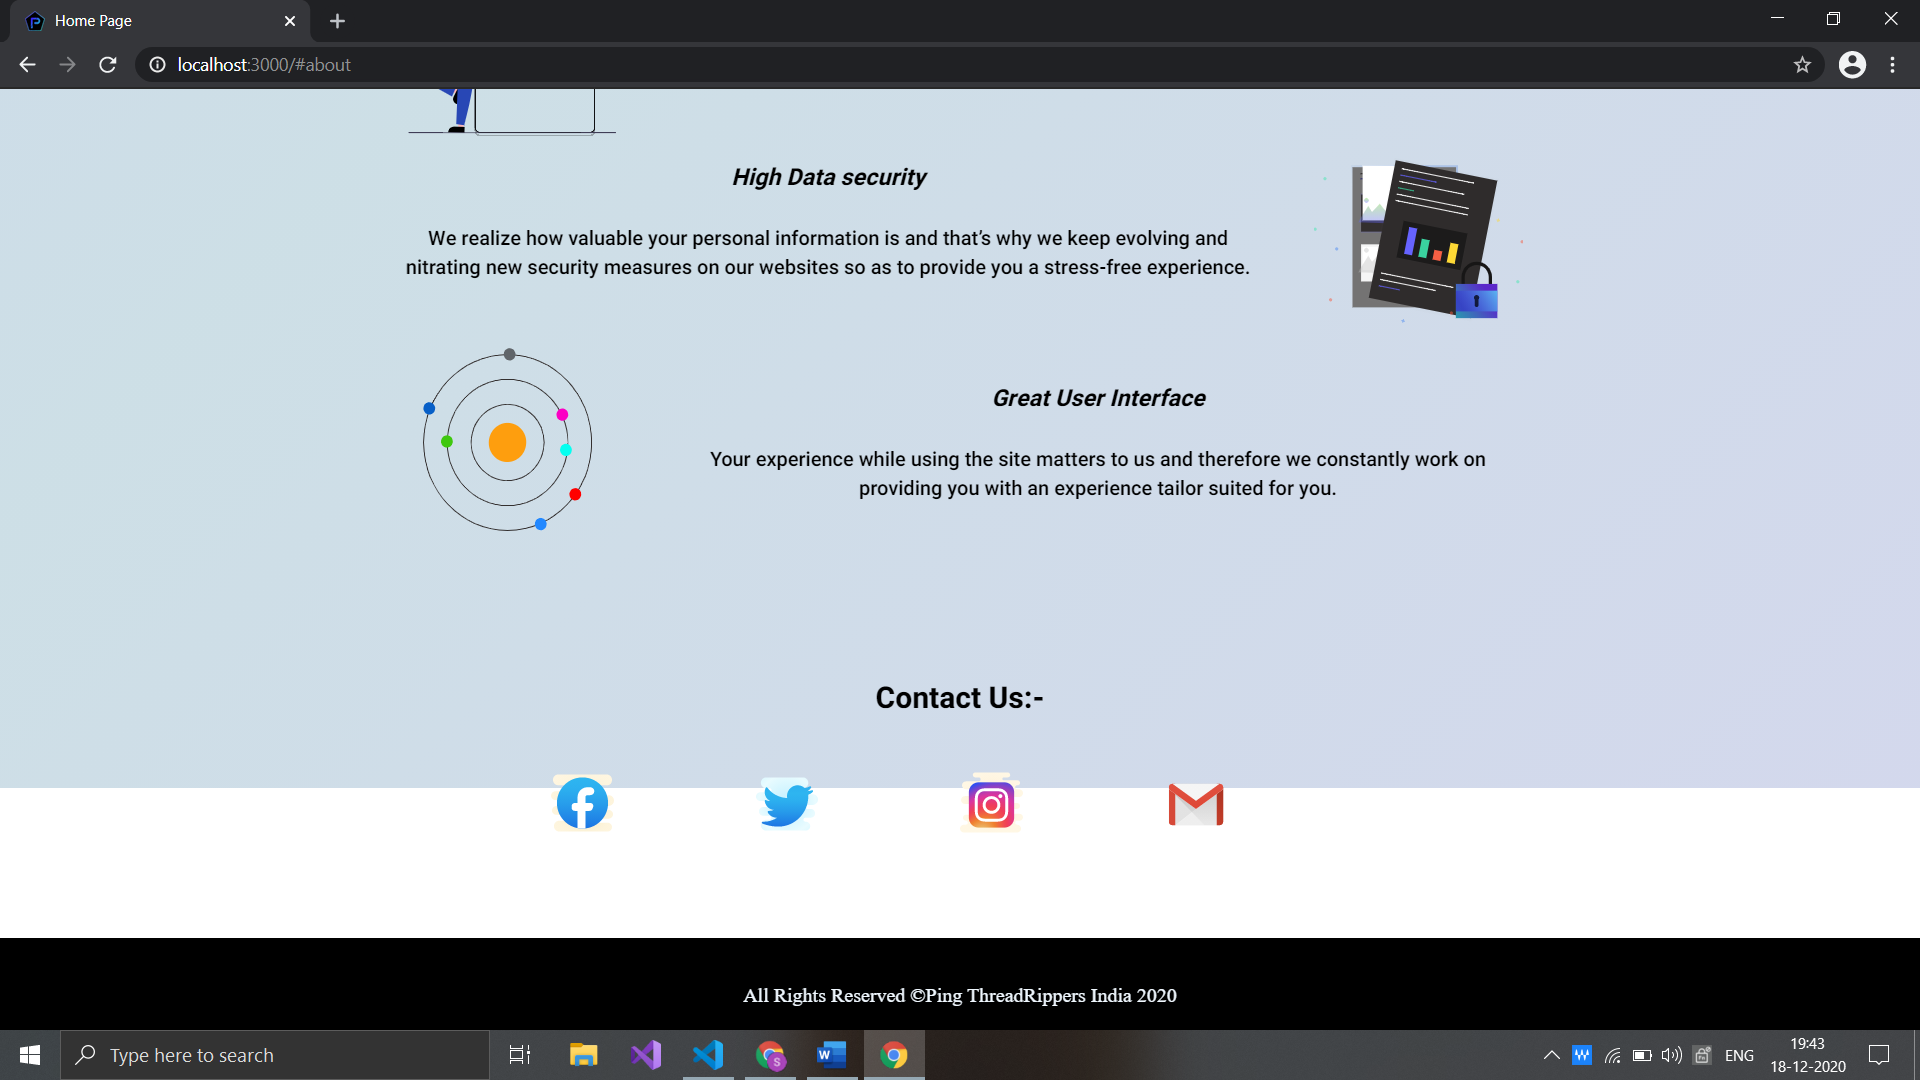 Home Page
localhost:3000/#about
High Data security
We realize how valuable your personal information is and that’s why we keep evolving and
nitrating new security measures on our websites so as to provide you a stress-free experience.
Great User Interface
Your experience while using the site matters to us and therefore we constantly work on
providing you with an experience tailor suited for you.
Contact Us:-
All Rights Reserved ©Ping ThreadRippers India 2020
Type here to search
ENG
19:43
18-12-2020